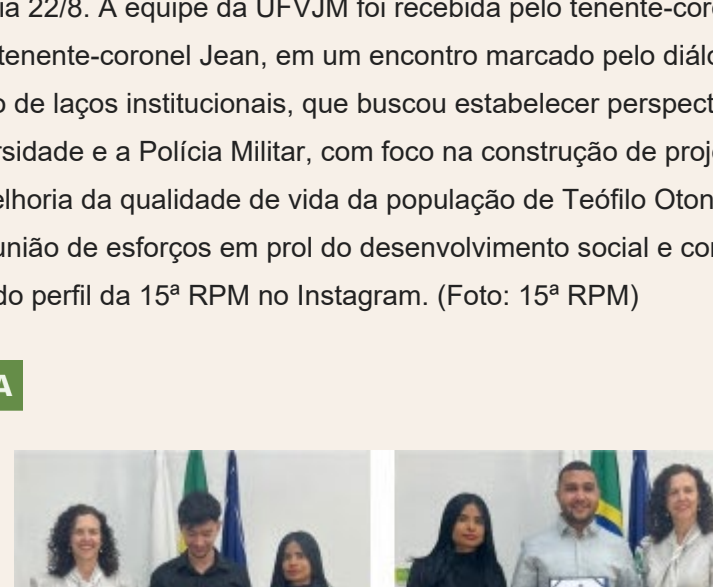 ia 22/8. A equipe da UFVJM foi recebida pelo tenente-cor
tenente-coronel Jean, em um encontro marcado pelo diálo
o de laços institucionais, que buscou estabelecer perspect
rsidade e a Polícia Militar, com foco na construção de proj
elhoria da qualidade de vida da população de Teófilo Oton
união de esforços em prol do desenvolvimento social e co
do perfil da 15ª RPM no Instagram. (Foto: 15ª RPM)
A